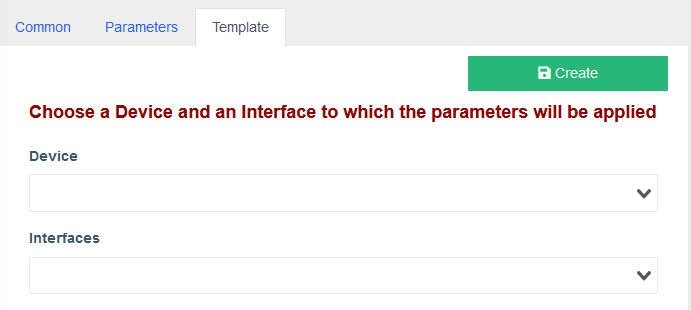 Common Parameters Template
Create
Choose a Device and an Interface to which the parameters will be applied
Device
Interfaces